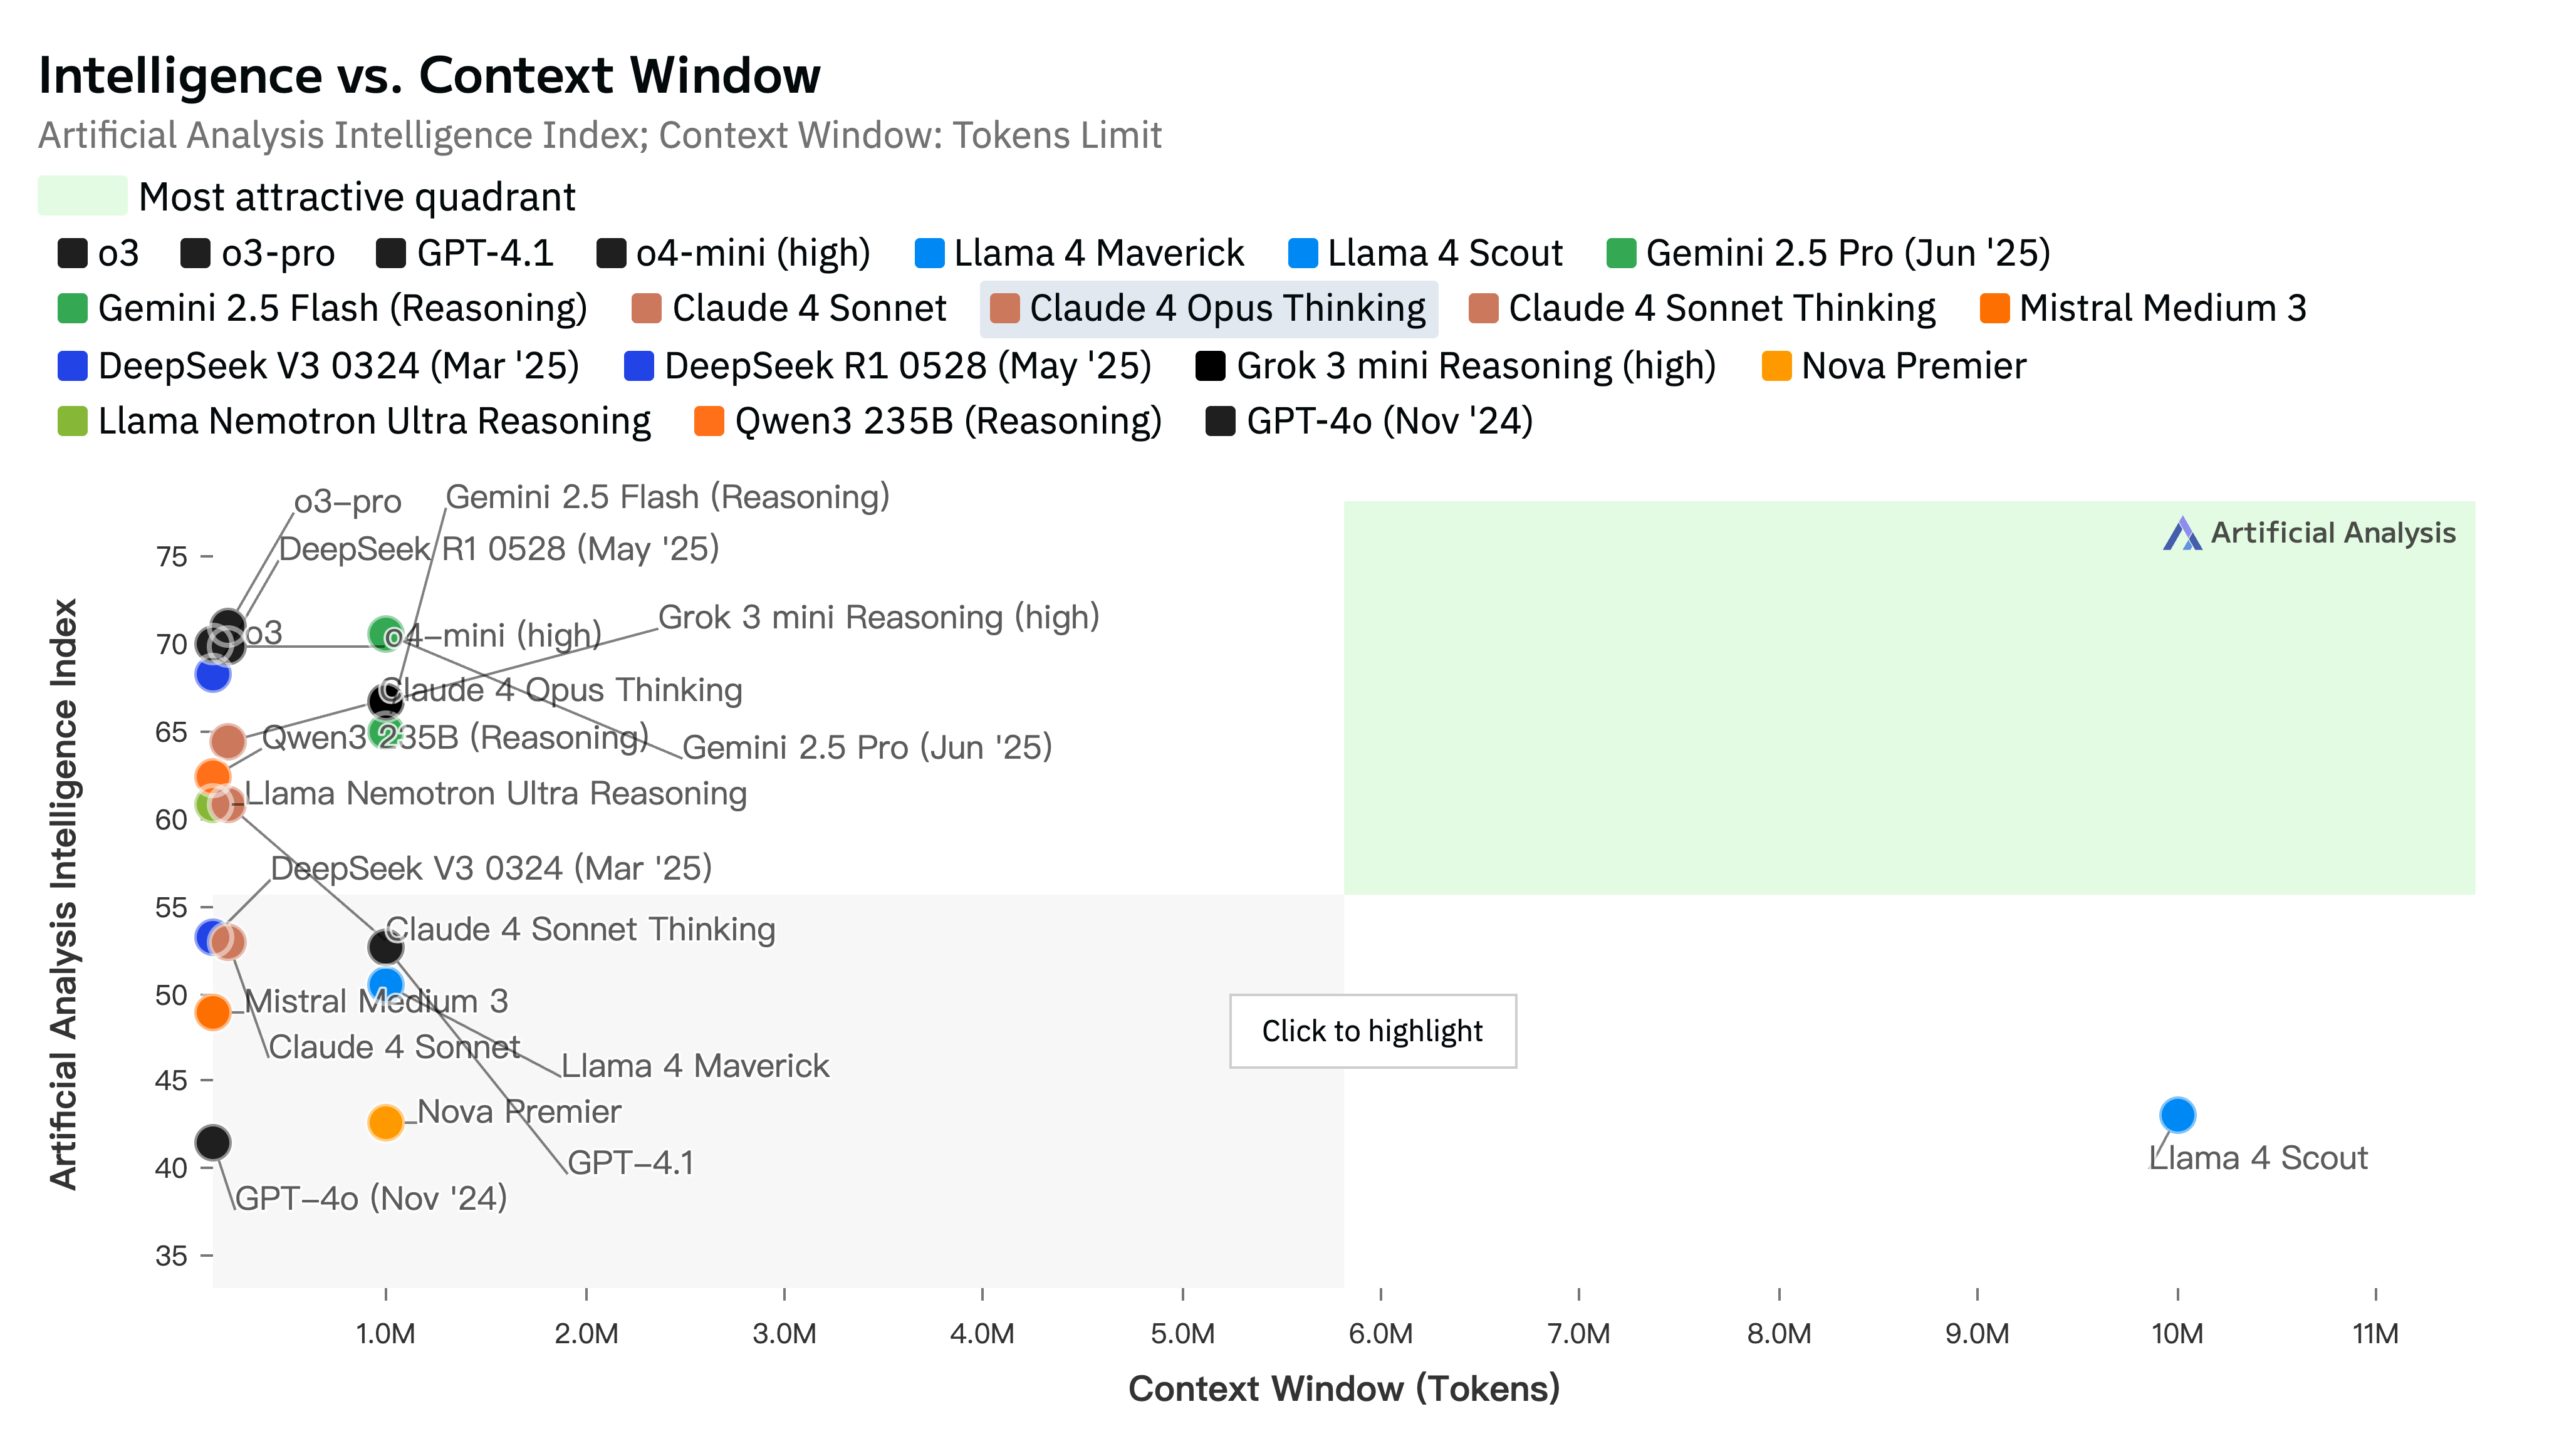 Intelligence vs. Context Window
Artificial Analysis Intelligence Index; Context Window: Tokens Limit
Most attractive quadrant
o3 o3-pro GPT-4.1 o4-mini (high) Llama 4 Maverick Llama 4 Scout Gemini 2.5 Pro (Jun '25)
Gemini 2.5 Flash (Reasoning) Claude 4 Sonnet Claude 4 Opus Thinking Claude 4 Sonnet Thinking Mistral Medium 3
DeepSeek V3 0324 (Mar '25) DeepSeek R1 0528 (May '25) Grok 3 mini Reasoning (high) Nova Premier
Llama Nemotron Ultra Reasoning Qwen3 235B (Reasoning) GPT-4o (Nov '24)
o3-pro
Gemini 2.5 Flash (Reasoning)
Artificial Analysis
75
DeepSeek R1 0528 (May '25)
Grok 3 mini Reasoning (high)
70
o3
o4-mini (high)
Claude 4 Opus Thinking
65
Qwen3 235B (Reasoning)
Gemini 2.5 Pro (Jun '25)
Llama Nemotron Ultra Reasoning
60
DeepSeek V3 0324 (Mar '25)
55
Claude 4 Sonnet Thinking
50
Mistral Medium 3
Click to highlight
Claude 4 Sonnet
Llama 4 Maverick
45
Nova Premier
40
GPT-4.1
Llama 4 Scout
GPT-4o (Nov '24)
35
Artificial Analysis Intelligence Index
1.0M 2.0M 3.0M 4.0M 5.0M 6.0M 7.0M 8.0M 9.0M 10M 11M
Context Window (Tokens)